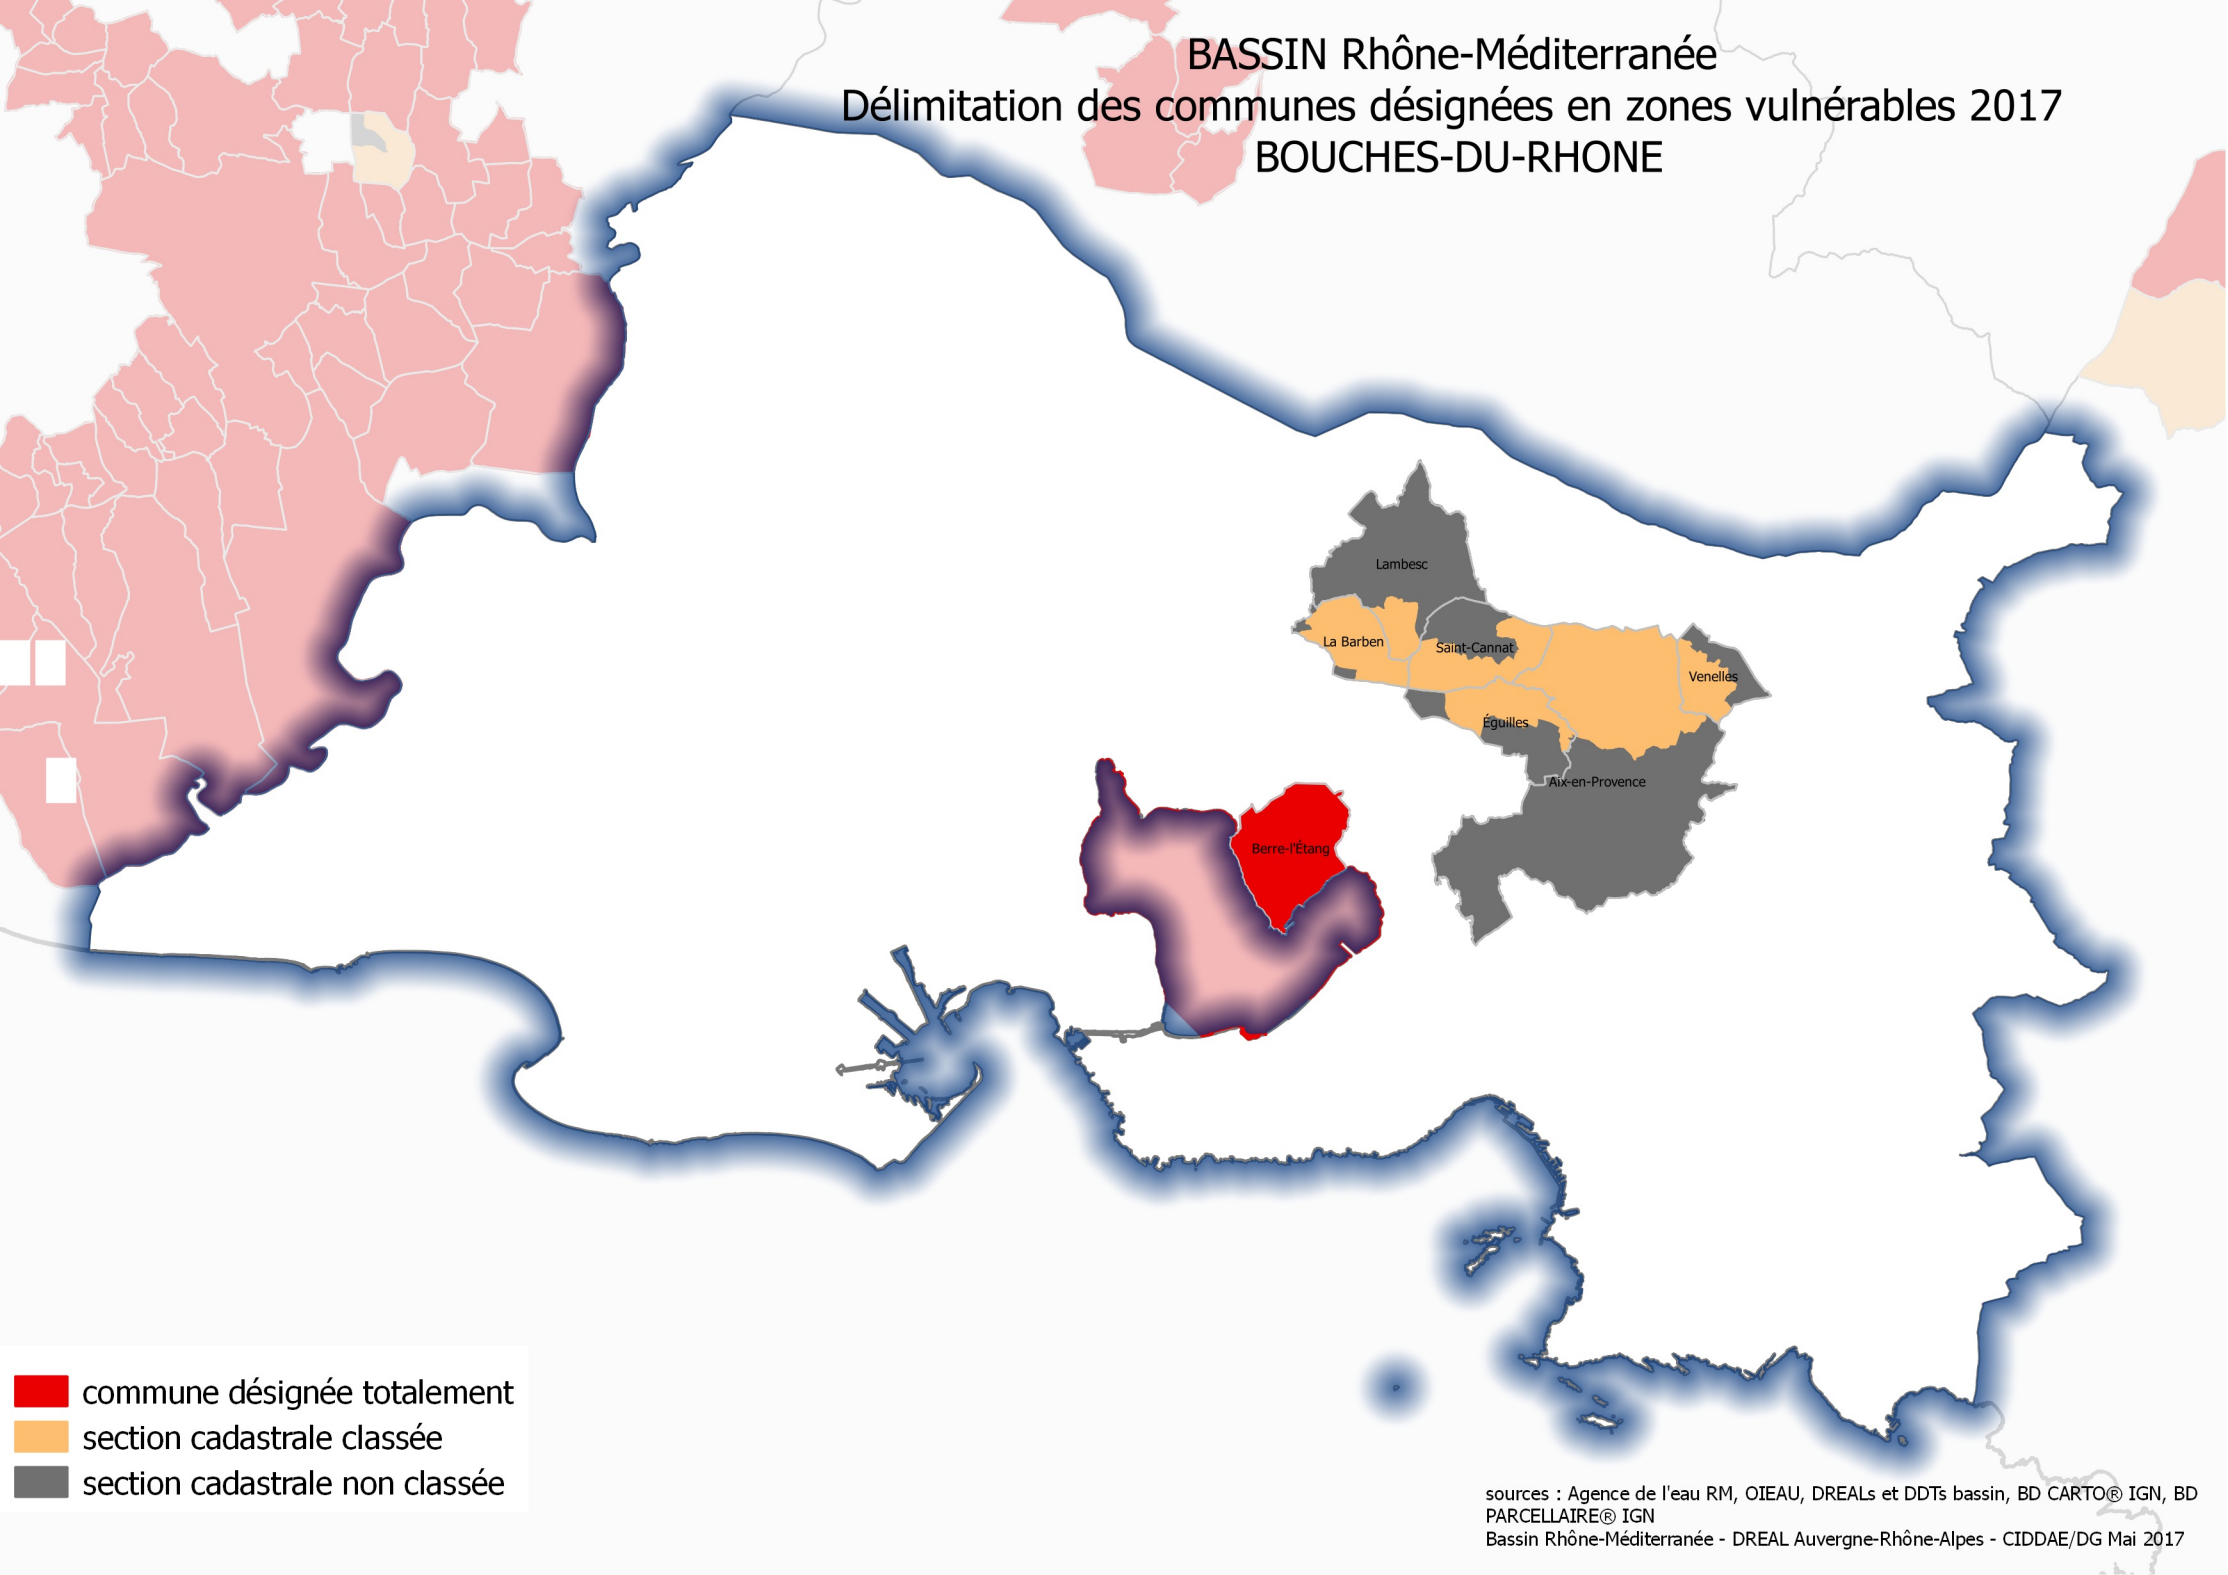 BASSIN Rhône-Méditerranée
Délimitation des communes désignées en zones vulnérables 2017
BOUCHES-DU-RHONE
Lambesc
La Barben
Saint-Cannat
Venelles
Éguilles
Aix-en-Provence
Berre-l'Étang
commune désignée totalement
section cadastrale classée
section cadastrale non classée
sources : Agence de l'eau RM, OIEAU, DREALs et DDTs bassin, BD CARTO® IGN, BD
PARCELLAIRE® IGN
Bassin Rhône-Méditerranée - DREAL Auvergne-Rhône-Alpes - CIDDAE/DG Mai 2017